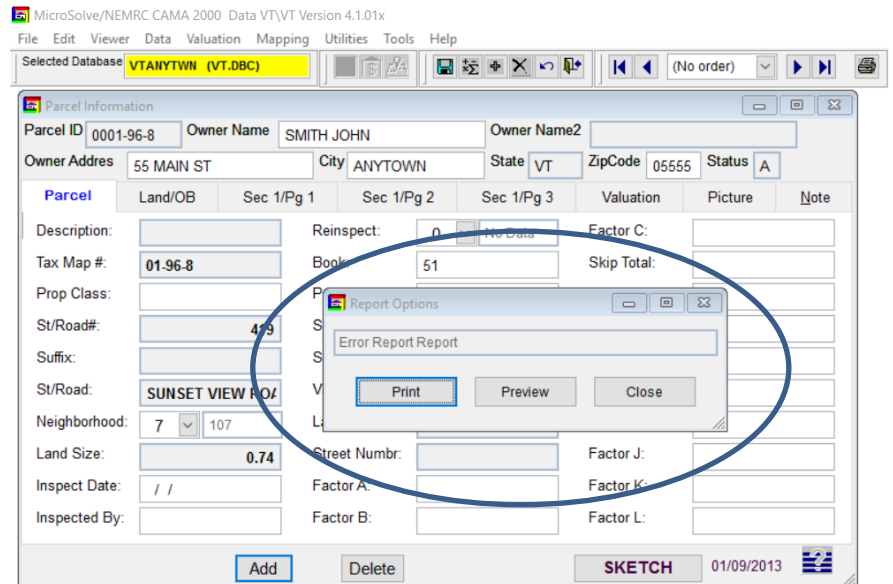 MicroSolve/NEMRC CAMA 2000 Data VT\VT Version 4.1.01x
File Edit Viewer Data Valuation Mapping Utilities Tools Help
Selected Database VTANYTWN (VT.DBC) (No order)
Parcel Information
Parcel ID 0001-96-8 Owner Name SMITH JOHN Owner Name2
Owner Addres 55 MAIN ST City ANYTOWN State VT ZipCode 05555 Status A
Parcel Land/OB Sec 1/Pg 1 Sec 1/Pg 2 Sec 1/Pg 3 Valuation Picture Note
Description: Reinspect: 0 No Data Factor C:
Tax Map #: 01-96-8 Book: 51 Skip Total:
Prop Class:
Report Options
St/Road#: 419
Error Report Report
Suffix:
St/Road: SUNSET VIEW ROA
Print Preview Close
Neighborhood: 7 107
Land Size: 0.74 Street Numbr: Factor J:
Inspect Date: / / Factor A: Factor K:
Inspected By: Factor B: Factor L:
Add Delete SKETCH 01/09/2013